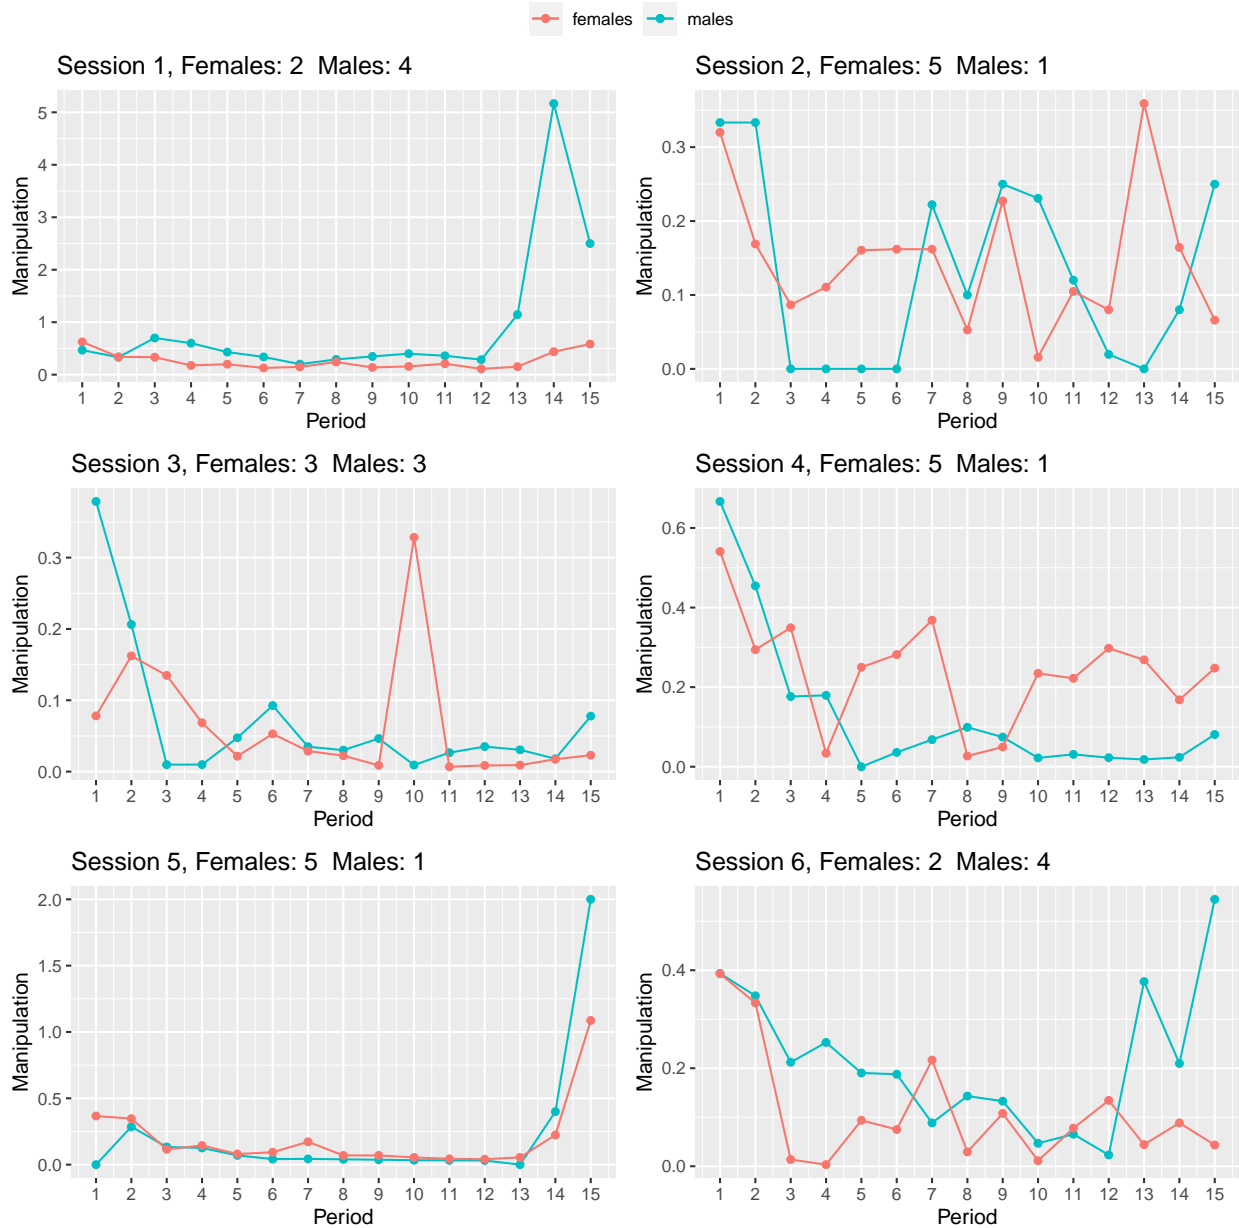 females males
Session 1, Females: 2 Males: 4
5
4
3
2
1
0
Manipulation
1 2 3 4 5 6 7 8 9 10 11 12 13 14 15
Period
Session 2, Females: 5 Males: 1
0.3
0.2
0.1
0.0
Manipulation
1 2 3 4 5 6 7 8 9 10 11 12 13 14 15
Period
Session 3, Females: 3 Males: 3
0.3
0.2
0.1
0.0
Manipulation
1 2 3 4 5 6 7 8 9 10 11 12 13 14 15
Period
Session 4, Females: 5 Males: 1
0.6
0.4
0.2
0.0
Manipulation
1 2 3 4 5 6 7 8 9 10 11 12 13 14 15
Period
Session 5, Females: 5 Males: 1
2.0
1.5
1.0
0.5
0.0
Manipulation
1 2 3 4 5 6 7 8 9 10 11 12 13 14 15
Period
Session 6, Females: 2 Males: 4
0.4
0.2
0.0
Manipulation
1 2 3 4 5 6 7 8 9 10 11 12 13 14 15
Period